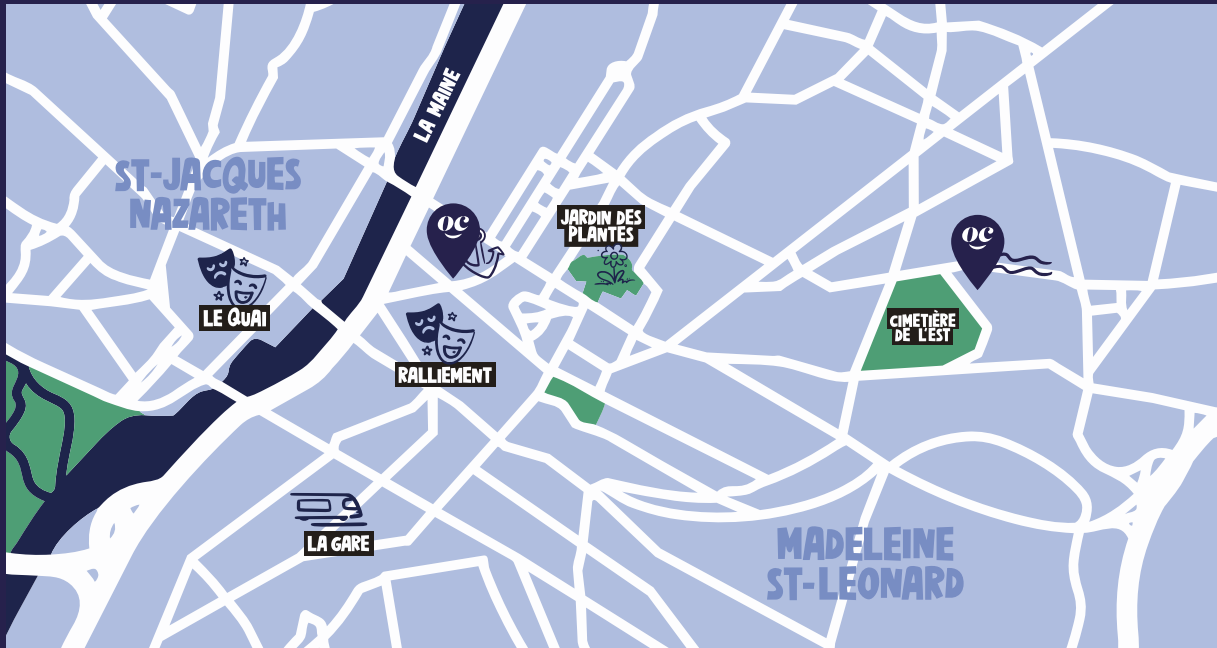 LA MAINE
ST-JACQUES
NAZARETH
oc
JARDIN DES
PLANTES
oc
LE QUAI
CIMETIÈRE
DE L'EST
RALLIEMENT
LA GARE
MADELEINE
ST-LEONARD